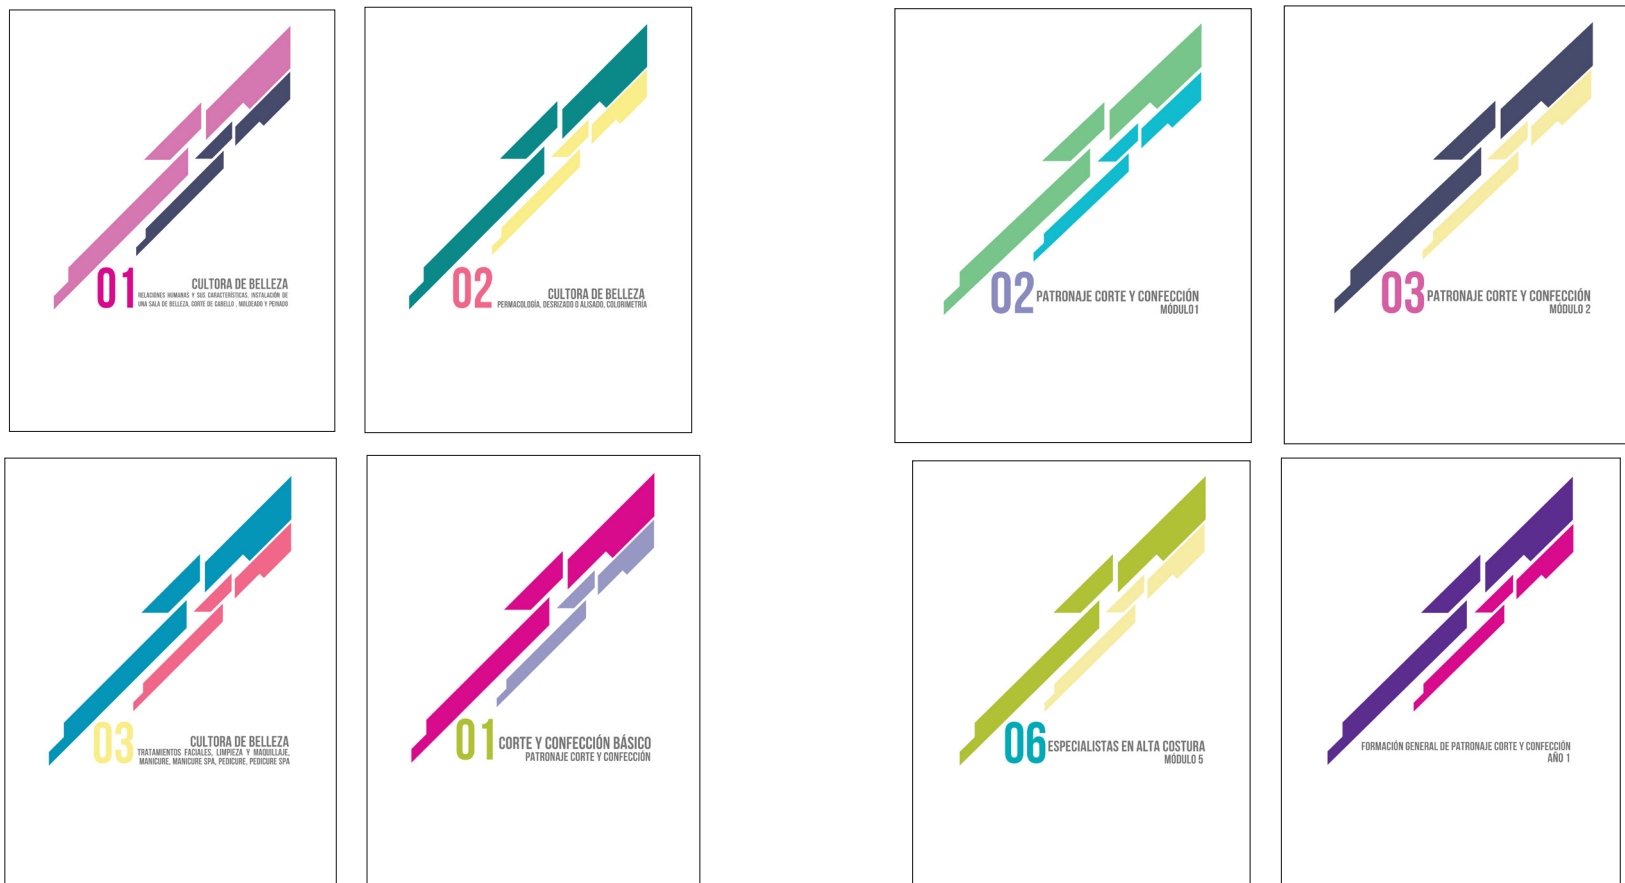 01
CULTORA DE BELLEZA
RELACIONES HUMANAS Y SUS CARACTERÍSTICAS, INSTALACIÓN DE
UNA SALA DE BELLEZA, CORTE DE CABELLO , MOLDEADO Y PEINADO
02
CULTORA DE BELLEZA
PERMACOLOGÍA, DESRIZADO O ALISADO, COLORIMETRÍA
02
PATRONAJE CORTE Y CONFECCIÓN
MÓDULO1
03
PATRONAJE CORTE Y CONFECCIÓN
MÓDULO 2
03
CULTORA DE BELLEZA
TRATAMIENTOS FACIALES, LIMPIEZA Y MAQUILLAJE,
MANICURE, MANICURE SPA, PEDICURE, PEDICURE SPA
01
CORTE Y CONFECCIÓN BÁSICO
PATRONAJE CORTE Y CONFECCIÓN
06
ESPECIALISTAS EN ALTA COSTURA
MÓDULO 5
FORMACIÓN GENERAL DE PATRONAJE CORTE Y CONFECCIÓN
AÑO 1